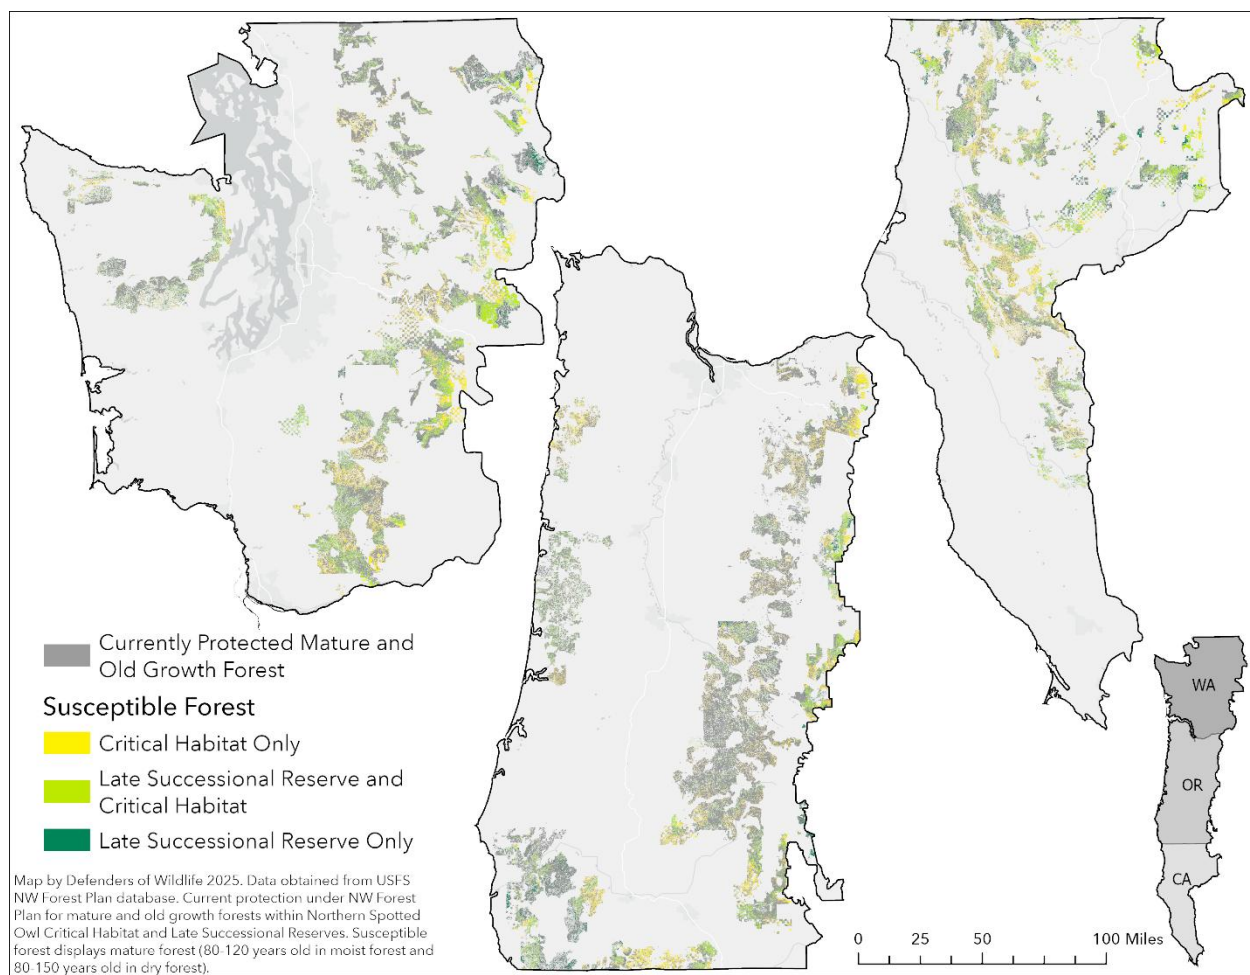 Currently Protected Mature and
Old Growth Forest
Susceptible Forest
Critical Habitat Only
Late Successional Reserve and
Critical Habitat
Late Successional Reserve Only
Map by Defenders of Wildlife 2025. Data obtained from USFS
NW Forest Plan database. Current protection under NW Forest
Plan for mature and old growth forests within Northern Spotted
Owl Critical Habitat and Late Successional Reserves. Susceptible
forest displays mature forest (80-120 years old in moist forest and
80-150 years old in dry forest).
0 25 50 100 Miles
WA
OR
CA